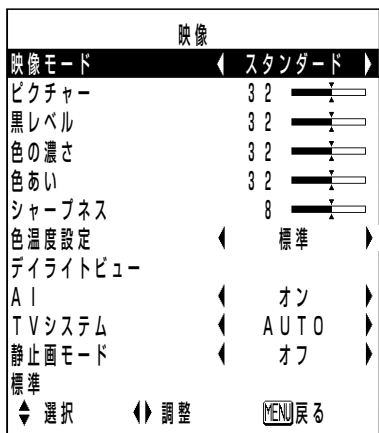 映像
映像モード スタンダード
ピクチャー 32
黒レベル 32
色の濃さ 32
色あい 32
シャープネス 8
色温度設定 標準
デイライトビュー
AI オン
TVシステム AUTO
静止画モード オフ
標準
選択 調整 MENU戻る